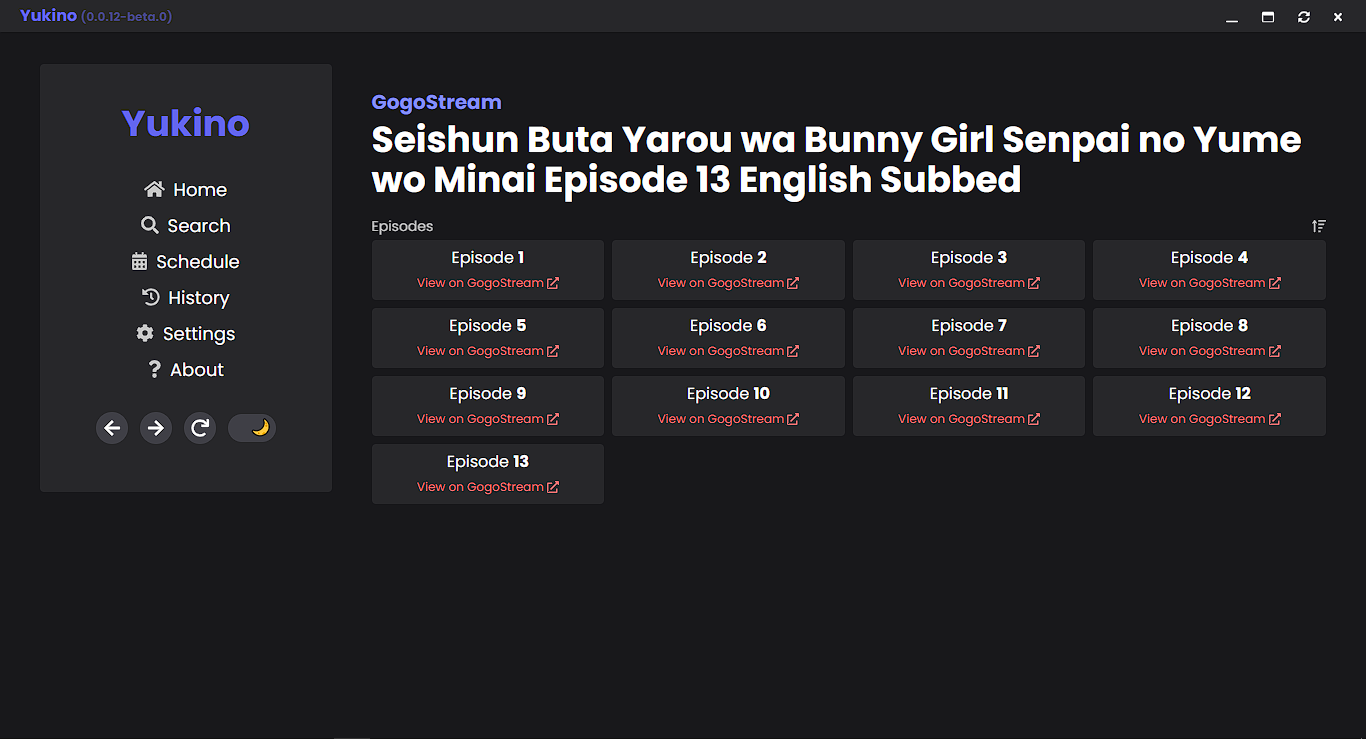 Yukino (0.0.12-beta.0)
Yukino
Home
Search
Schedule
History
Settings
About
GogoStream
Seishun Buta Yarou wa Bunny Girl Senpai no Yume
wo Minai Episode 13 English Subbed
Episodes
Episode 1
View on GogoStream
Episode 2
View on GogoStream
Episode 3
View on GogoStream
Episode 4
View on GogoStream
Episode 5
View on GogoStream
Episode 6
View on GogoStream
Episode 7
View on GogoStream
Episode 8
View on GogoStream
Episode 9
View on GogoStream
Episode 10
View on GogoStream
Episode 11
View on GogoStream
Episode 12
View on GogoStream
Episode 13
View on GogoStream